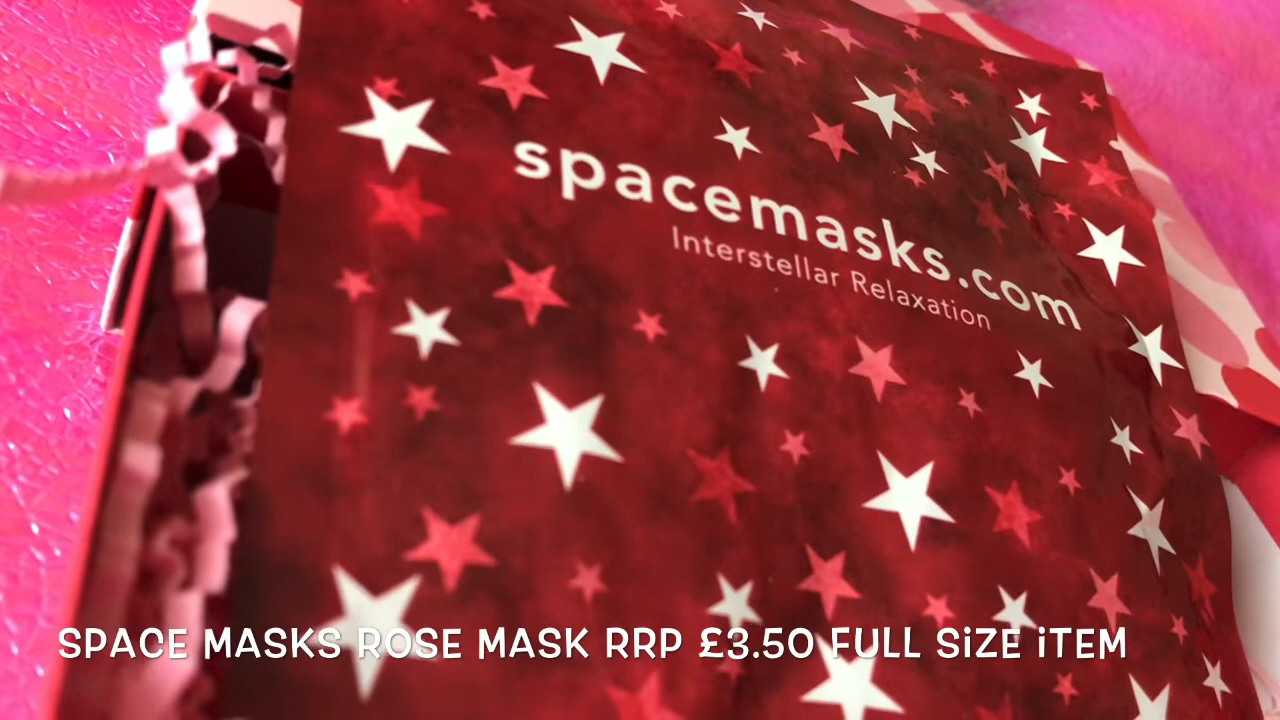 spacemasks.com
Interstellar Relaxation
SPACE MASKS ROSE MASK RRP £3.50 FULL SiZE iTEM